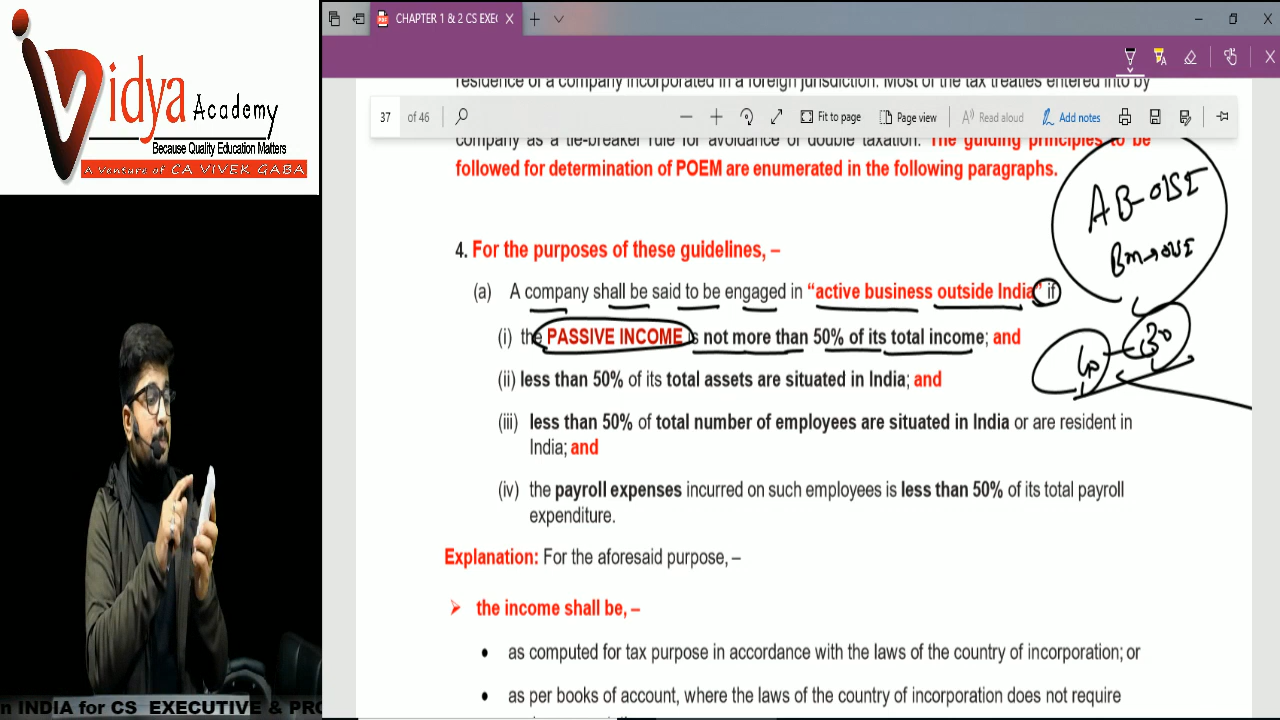 Vidya Academy
Because Quality Education Matters
A Venture of CA VIVEK GABA
CHAPTER 1 & 2 CS EXEC
37 of 46
Fit to page
Page view
Read aloud
Add notes
residence of a company incorporated in a foreign jurisdiction. Most of the tax treaties entered into by
company as a tie-breaker rule for avoidance of double taxation. The guiding principles to be
followed for determination of POEM are enumerated in the following paragraphs.
AB-OSI
BM→OSI
4. For the purposes of these guidelines, –
(a) A company shall be said to be engaged in “active business outside India” if
(i) the PASSIVE INCOME is not more than 50% of its total income; and
(ii) less than 50% of its total assets are situated in India; and
(iii) less than 50% of total number of employees are situated in India or are resident in
India; and
(iv) the payroll expenses incurred on such employees is less than 50% of its total payroll
expenditure.
Explanation: For the aforesaid purpose, –
➢ the income shall be, –
• as computed for tax purpose in accordance with the laws of the country of incorporation; or
• as per books of account, where the laws of the country of incorporation does not require
n INDIA for CS EXECUTIVE & PRO